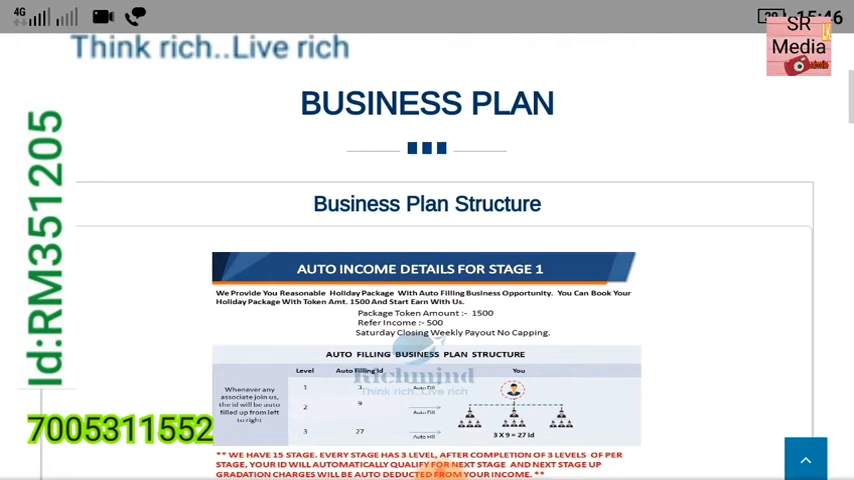 4G
15:46
SR
Media
Think rich..Live rich
BUSINESS PLAN
Id:RM351205
Business Plan Structure
AUTO INCOME DETAILS FOR STAGE 1
We Provide You Reasonable Holiday Package With Auto Filling Business Opportunity. You Can Book Your
Holiday Package With Token Amt. 1500 And Start Earn With Us.
Package Token Amount :- 1500
Refer Income :- 500
Saturday Closing Weekly Payout No Capping.
AUTO FILLING BUSINESS PLAN STRUCTURE
Level Auto Filling Id You
Richmind
Think rich..Live rich
Whenever any
associate join us,
the id will be auto
filled up from left
to right
1 3 Auto Fill
2 9 Auto Fill
3 27 Auto Fill
3 X 9 = 27 Id
7005311552
** WE HAVE 15 STAGE. EVERY STAGE HAS 3 LEVEL, AFTER COMPLETION OF 3 LEVELS OF PER
STAGE, YOUR ID WILL AUTOMATICALLY QUALIFY FOR NEXT STAGE AND NEXT STAGE UP
GRADATION CHARGES WILL BE AUTO DEDUCTED FROM YOUR INCOME. **